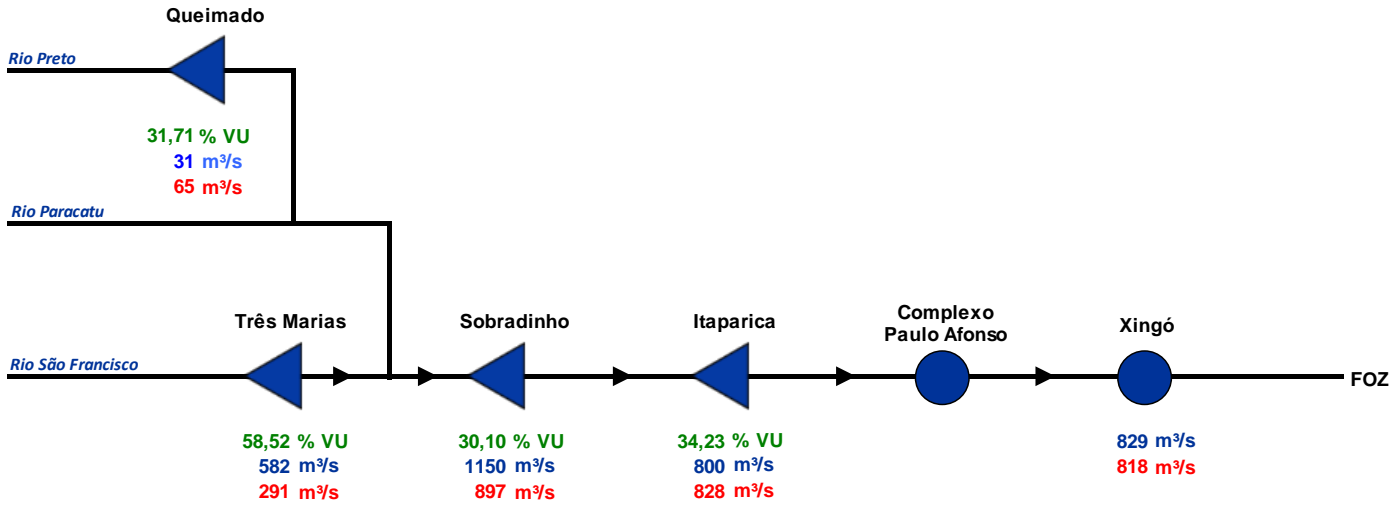 Queimado
Rio Preto
31,71 % VU
31 m³/s
65 m³/s
Rio Paracatu
Três Marias
Sobradinho
Itaparica
Complexo
Paulo Afonso
Xingó
Rio São Francisco
FOZ
58,52 % VU
582 m³/s
291 m³/s
30,10 % VU
1150 m³/s
897 m³/s
34,23 % VU
800 m³/s
828 m³/s
829 m³/s
818 m³/s